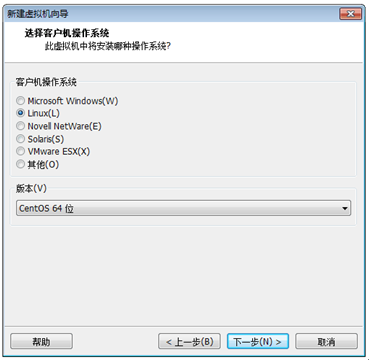 新建虚拟机向导
选择客户机操作系统
此虚拟机中将安装哪种操作系统?
客户机操作系统
Microsoft Windows(W)
Linux(L)
Novell NetWare(E)
Solaris(S)
VMware ESX(X)
其他(O)
版本(V)
CentOS 64 位
帮助
< 上一步(B)
下一步(N) >
取消